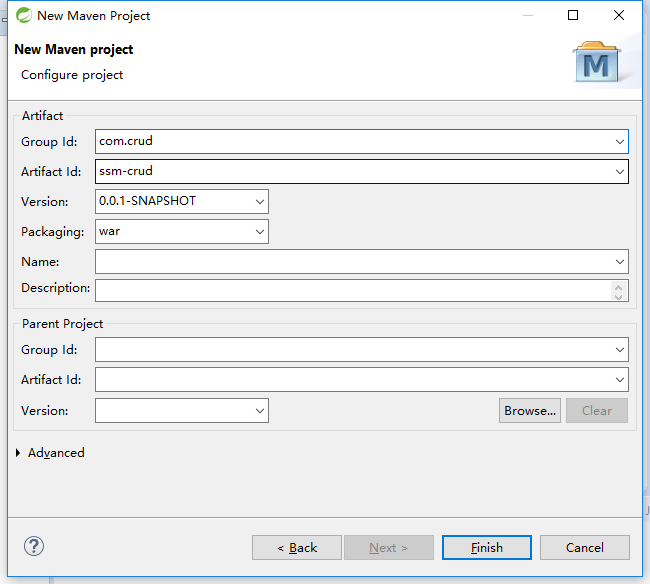 New Maven Project
New Maven project
Configure project
M
Artifact
Group Id: com.crud
Artifact Id: ssm-crud
Version: 0.0.1-SNAPSHOT
Packaging: war
Name:
Description:
Parent Project
Group Id:
Artifact Id:
Version: Browse... Clear
Advanced
? < Back Next > Finish Cancel